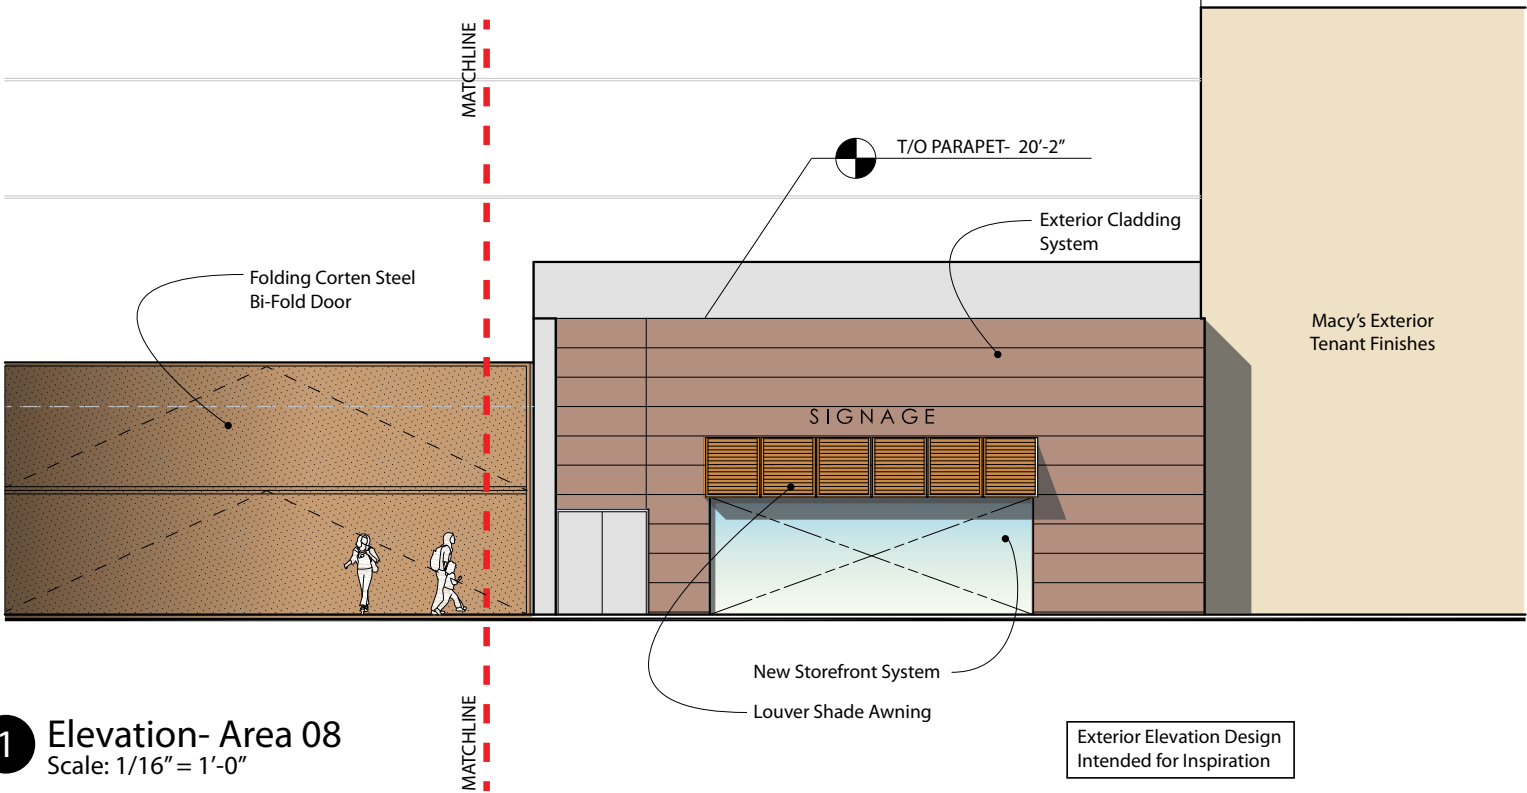 MATCHLINE
T/O PARAPET- 20'-2"
Exterior Cladding
System
Folding Corten Steel
Bi-Fold Door
Macy's Exterior
Tenant Finishes
SIGNAGE
New Storefront System
Louver Shade Awning
MATCHLINE
1
Elevation- Area 08
Scale: 1/16" = 1'-0"
Exterior Elevation Design
Intended for Inspiration